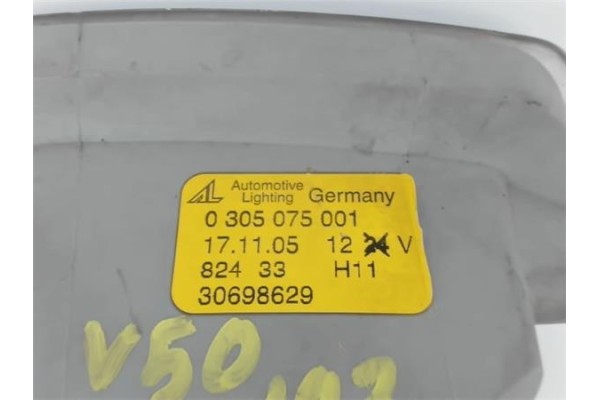 AL Automotive Lighting Germany
0 305 075 001
17.11.05 12 24 V
824 33 H11
30698629
V50